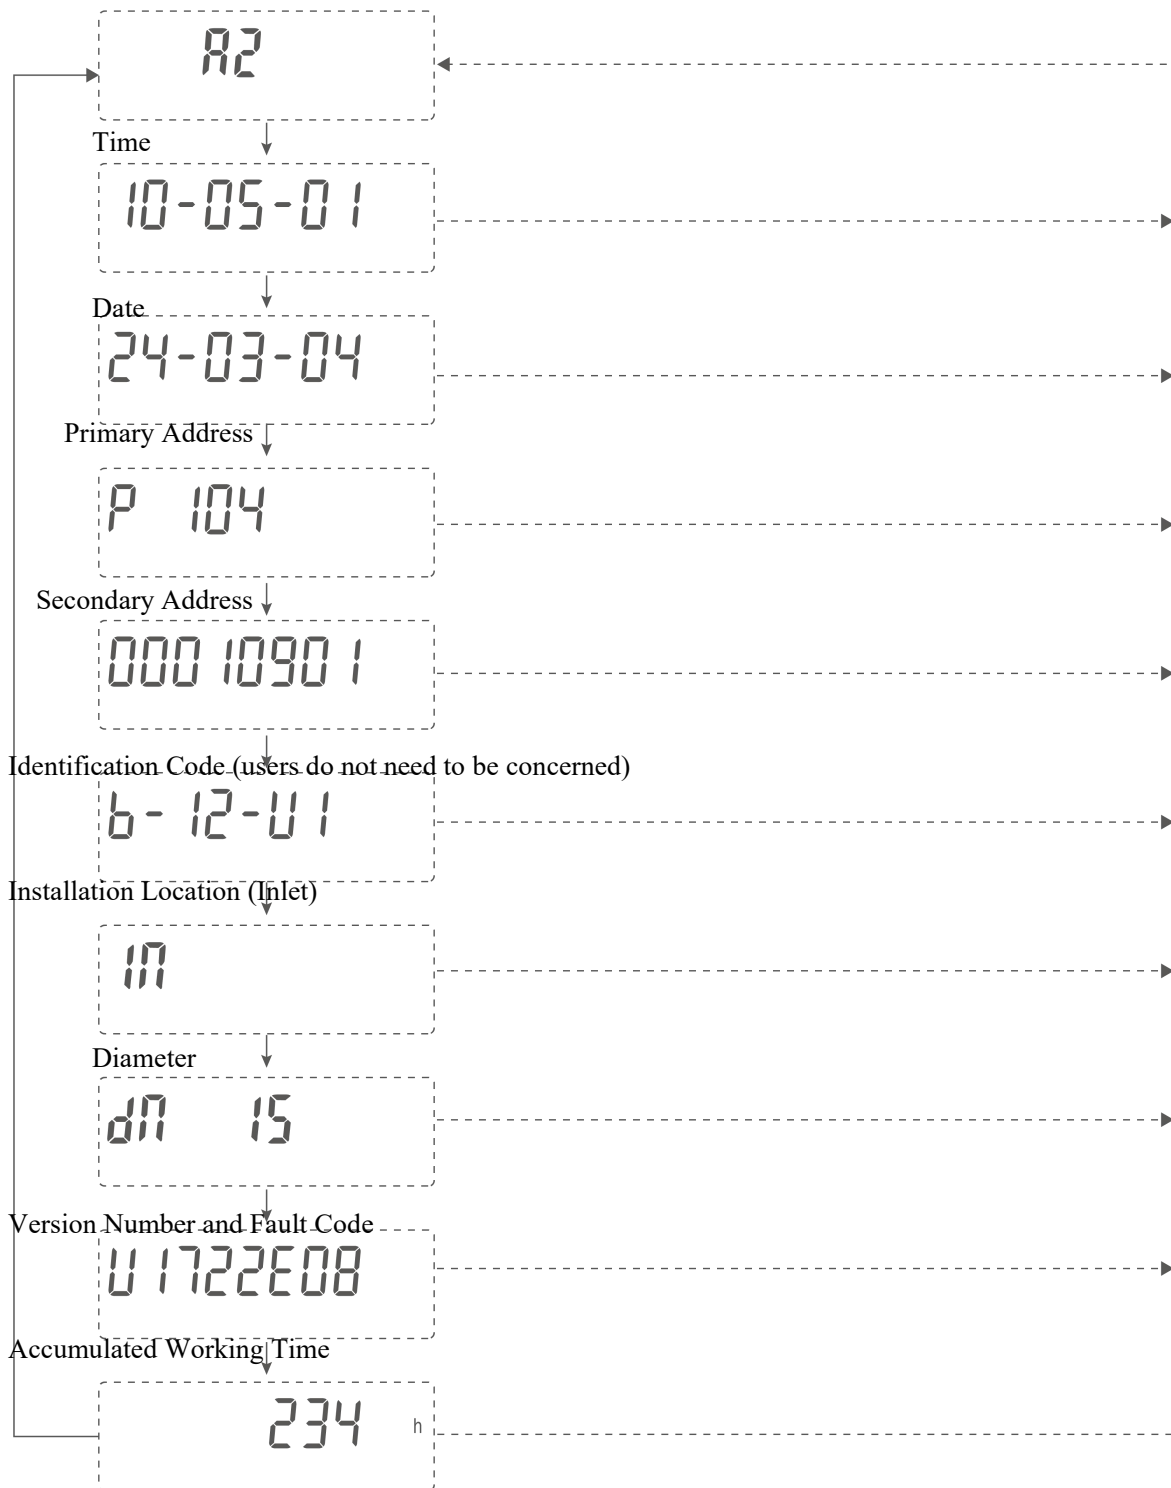 A2
Time
10-05-01
Date
24-03-04
Primary Address
P 104
Secondary Address
00010901
Identification Code (users do not need to be concerned)
b-12-U1
Installation Location (Inlet)
In
Diameter
dn 15
Version Number and Fault Code
U1722E08
Accumulated Working Time
234 h